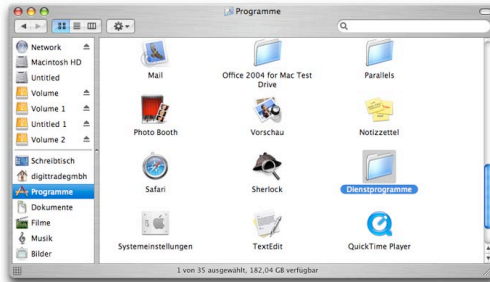 Programme
Network
Macintosh HD
Untitled
Volume
Volume 1
Untitled 1
Volume 2
Schreibtisch
digittradegmbh
Programme
Dokumente
Filme
Musik
Bilder
Mail
Office 2004 for Mac Test
Drive
Parallels
Photo Booth
Vorschau
Notizzettel
Safari
Sherlock
Dienstprogramme
Systemeinstellungen
TextEdit
QuickTime Player
1 von 35 ausgewählt, 182,04 GB verfügbar